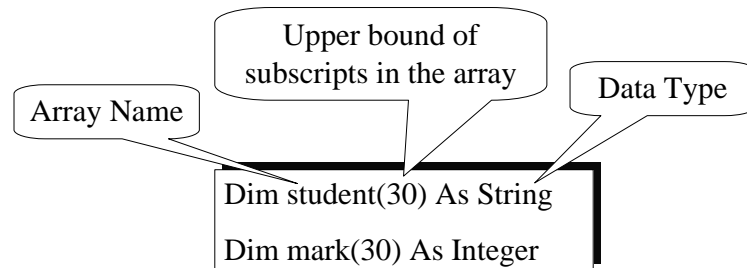 Upper bound of
subscripts in the array
Array Name
Data Type
Dim student(30) As String
Dim mark(30) As Integer